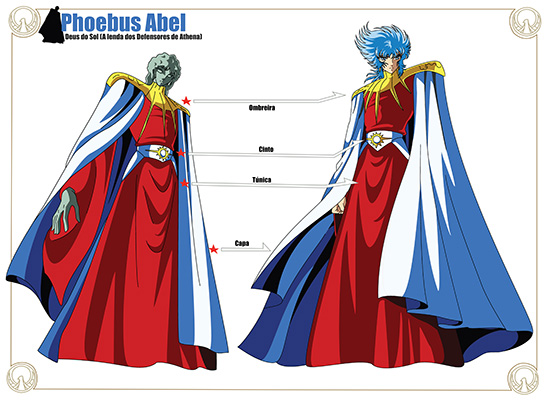 Phoebus Abel
Deus do Sol (A lenda dos Defensores de Athena)
Ombreira
Cinto
Túnica
Capa